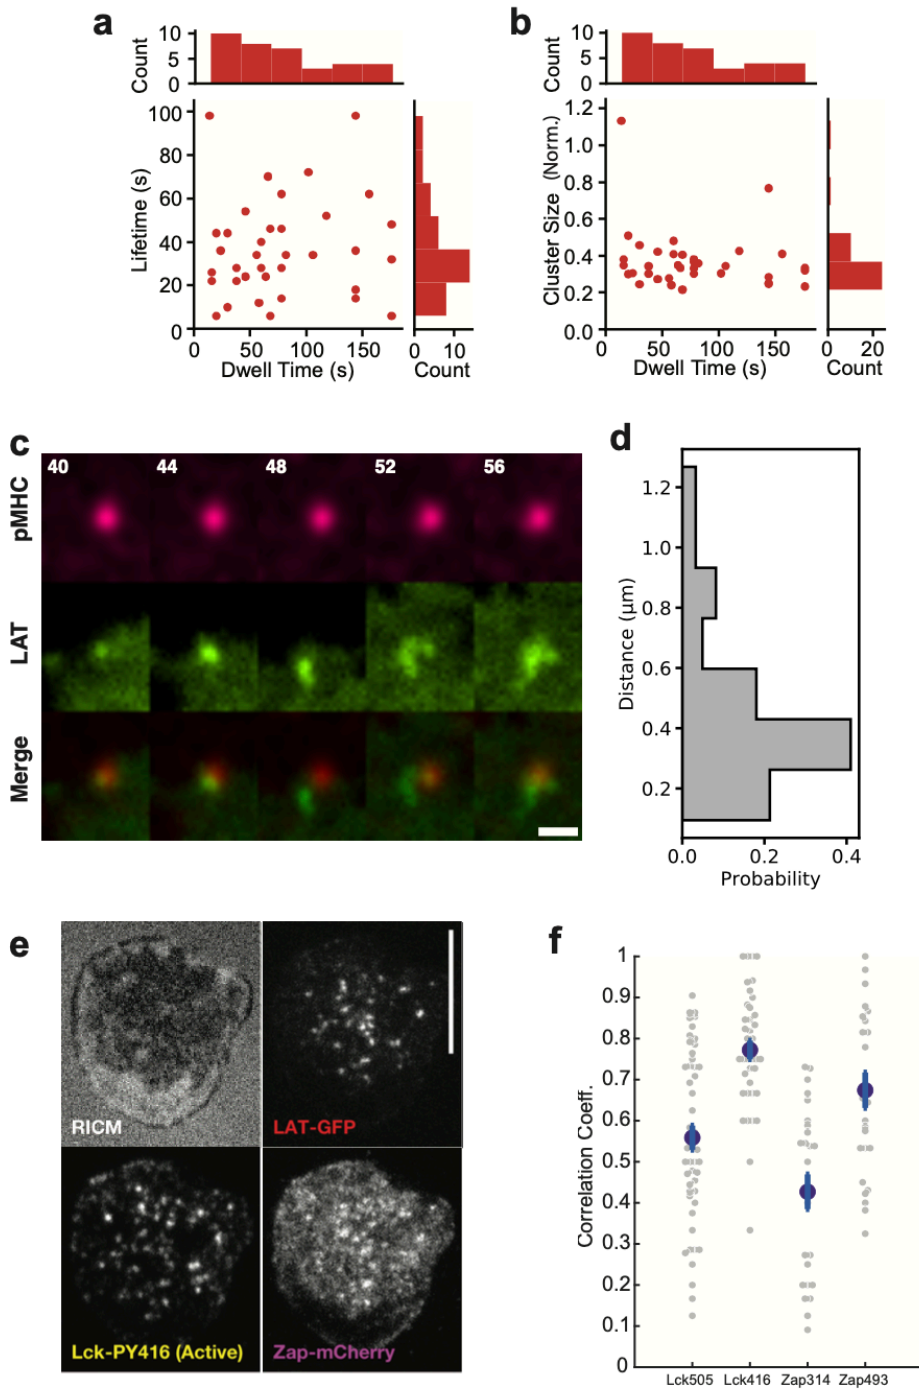 a
b
Count
10
5
0
Count
10
5
0
Lifetime (s)
100
80
60
40
20
0
0 50 100 150
Dwell Time (s)
0 10
Count
Cluster Size (Norm.)
1.2
1.0
0.8
0.6
0.4
0.2
0.0
0 50 100 150
Dwell Time (s)
0 20
Count
c
40 44 48 52 56
pMHC
LAT
Merge
d
Distance (μm)
1.2
1.0
0.8
0.6
0.4
0.2
0.0 0.2 0.4
Probability
e
RICM
LAT-GFP
Lck-PY416 (Active)
Zap-mCherry
f
Correlation Coeff.
1
0.9
0.8
0.7
0.6
0.5
0.4
0.3
0.2
0.1
0
Lck505 Lck416 Zap314 Zap493